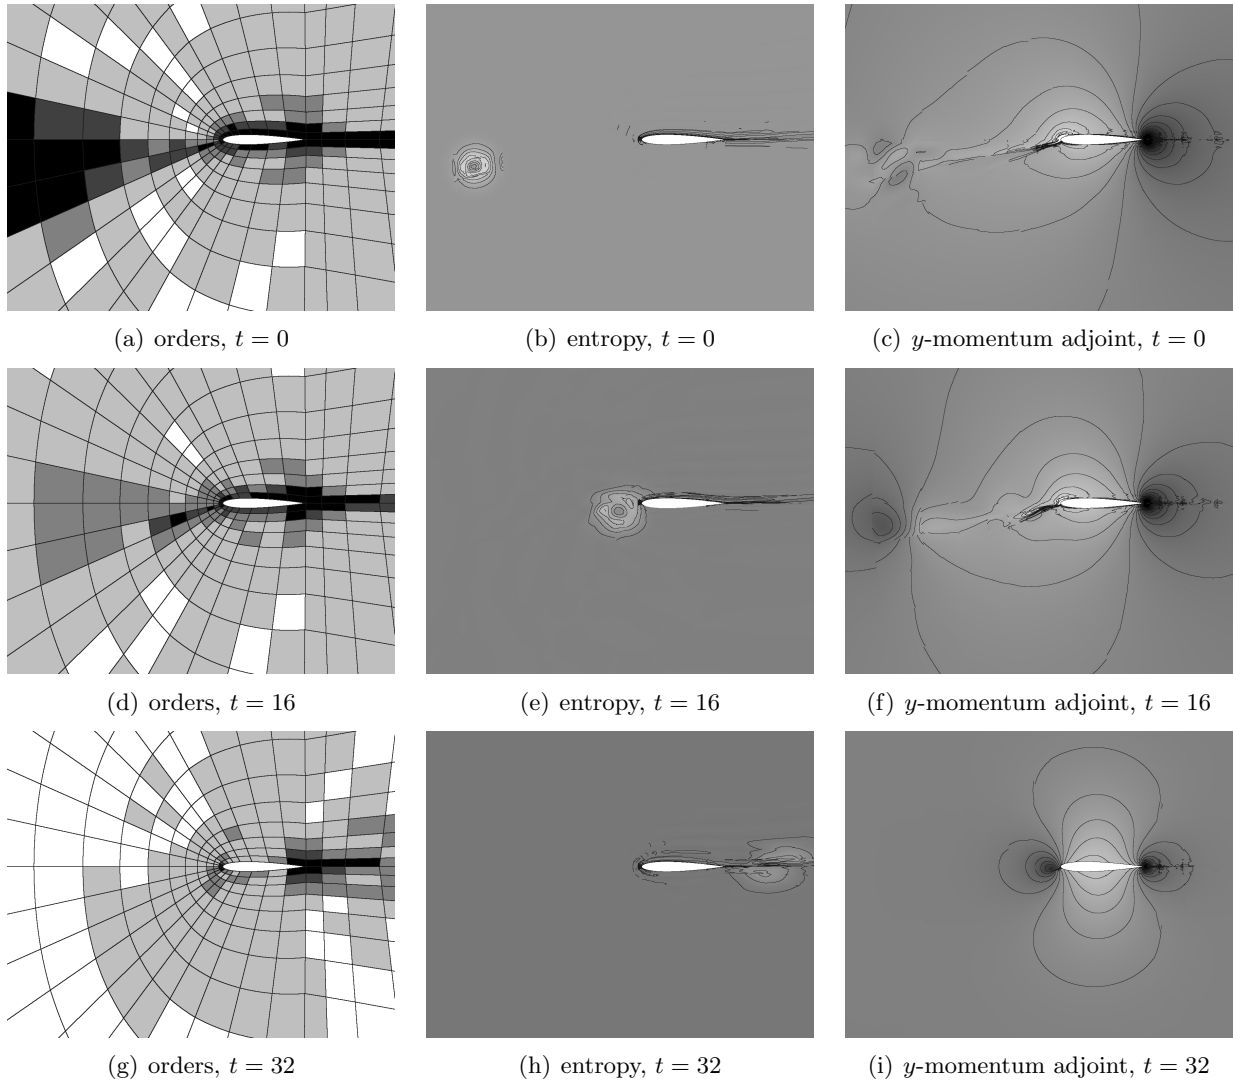 (a) orders, t = 0
(b) entropy, t = 0
(c) y-momentum adjoint, t = 0
(d) orders, t = 16
(e) entropy, t = 16
(f) y-momentum adjoint, t = 16
(g) orders, t = 32
(h) entropy, t = 32
(i) y-momentum adjoint, t = 32